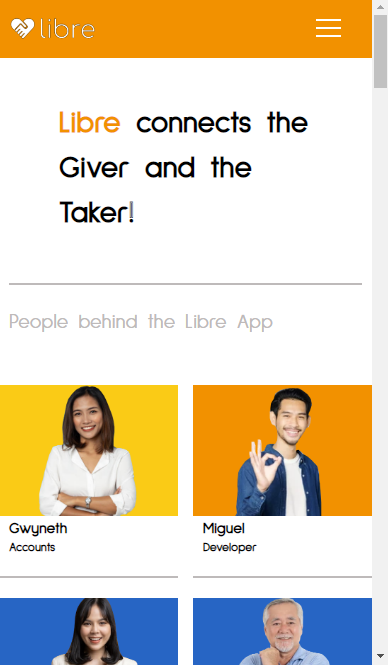 libre
Libre connects the
Giver and the
Taker!
People behind the Libre App
Gwyneth
Accounts
Miguel
Developer